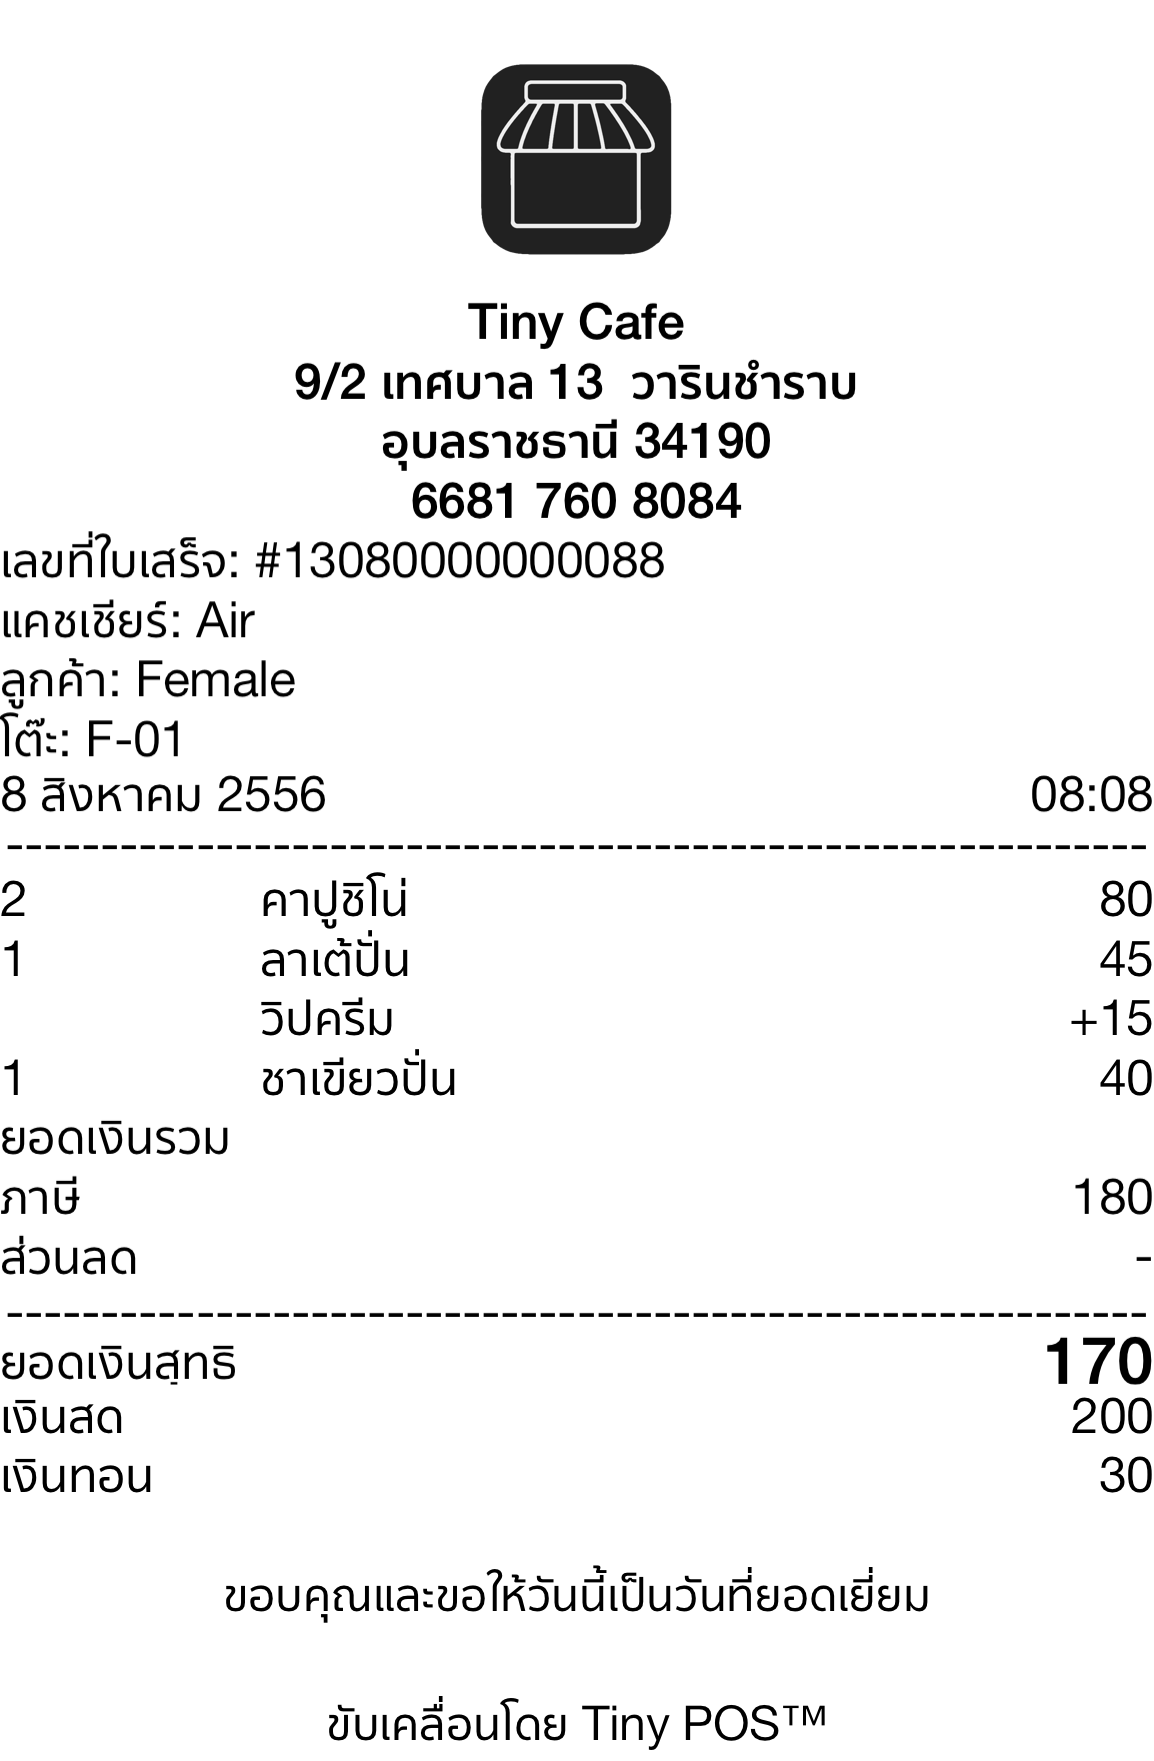 Tiny Cafe
9/2 เทศบาล 13  วารินชำราบ
อุบลราชธานี 34190
6681 760 8084
เลขที่ใบเสร็จ: #13080000000088
แคชเชียร์: Air
ลูกค้า: Female
โต๊ะ: F-01
8 สิงหาคม 2556 08:08
2 คาปูชิโน่ 80
1 ลาเต้ปั่น 45
วิปครีม +15
1 ชาเขียวปั่น 40
ยอดเงินรวม
ภาษี 180
ส่วนลด -
ยอดเงินสุทธิ 170
เงินสด 200
เงินทอน 30
ขอบคุณและขอให้วันนี้เป็นวันที่ยอดเยี่ยม
ขับเคลื่อนโดย Tiny POS™